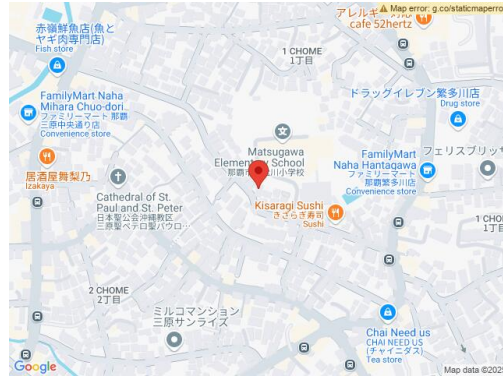 ⚠ Map error: g.co/staticmaperro
アレルギー対応
cafe 52hertz
赤嶺鮮魚店(魚と
ヤギ肉専門店)
Fish store
1 CHOME
1丁目
FamilyMart Naha
Mihara Chuo-dori...
ファミリーマート 那覇
三原中央通り店
Convenience store
ドラッグイレブン繁多川店
Drug store
Matsugawa
Elementary School
FamilyMart
Naha Hantagawa
ファミリーマート
那覇繁多川店
Convenience store
フェリスブリッサ
居酒屋舞梨乃
Izakaya
Cathedral of St.
Paul and St. Peter
日本聖公会沖縄教区
三原聖ペテロ聖パウロ...
Kisaragi Sushi
きさらぎ寿司
Sushi
1 CHO
1丁
2 CHOME
2丁目
ミルコマンション
三原サンライズ
Chai Need us
CHAI NEED US
(チャイニダス)
Tea store
Google
Map data ©202